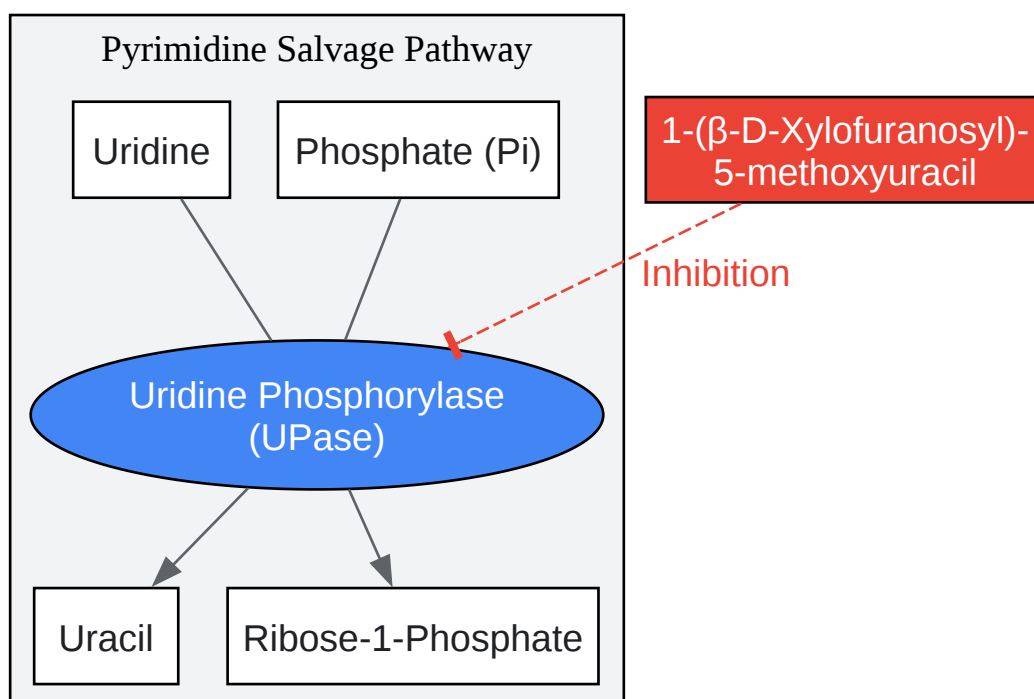 Pyrimidine Salvage Pathway
Uridine
Phosphate (Pi)
1-(β-D-Xylofuranosyl)-
5-methoxyuracil
Inhibition
Uridine Phosphorylase
(UPase)
Uracil
Ribose-1-Phosphate